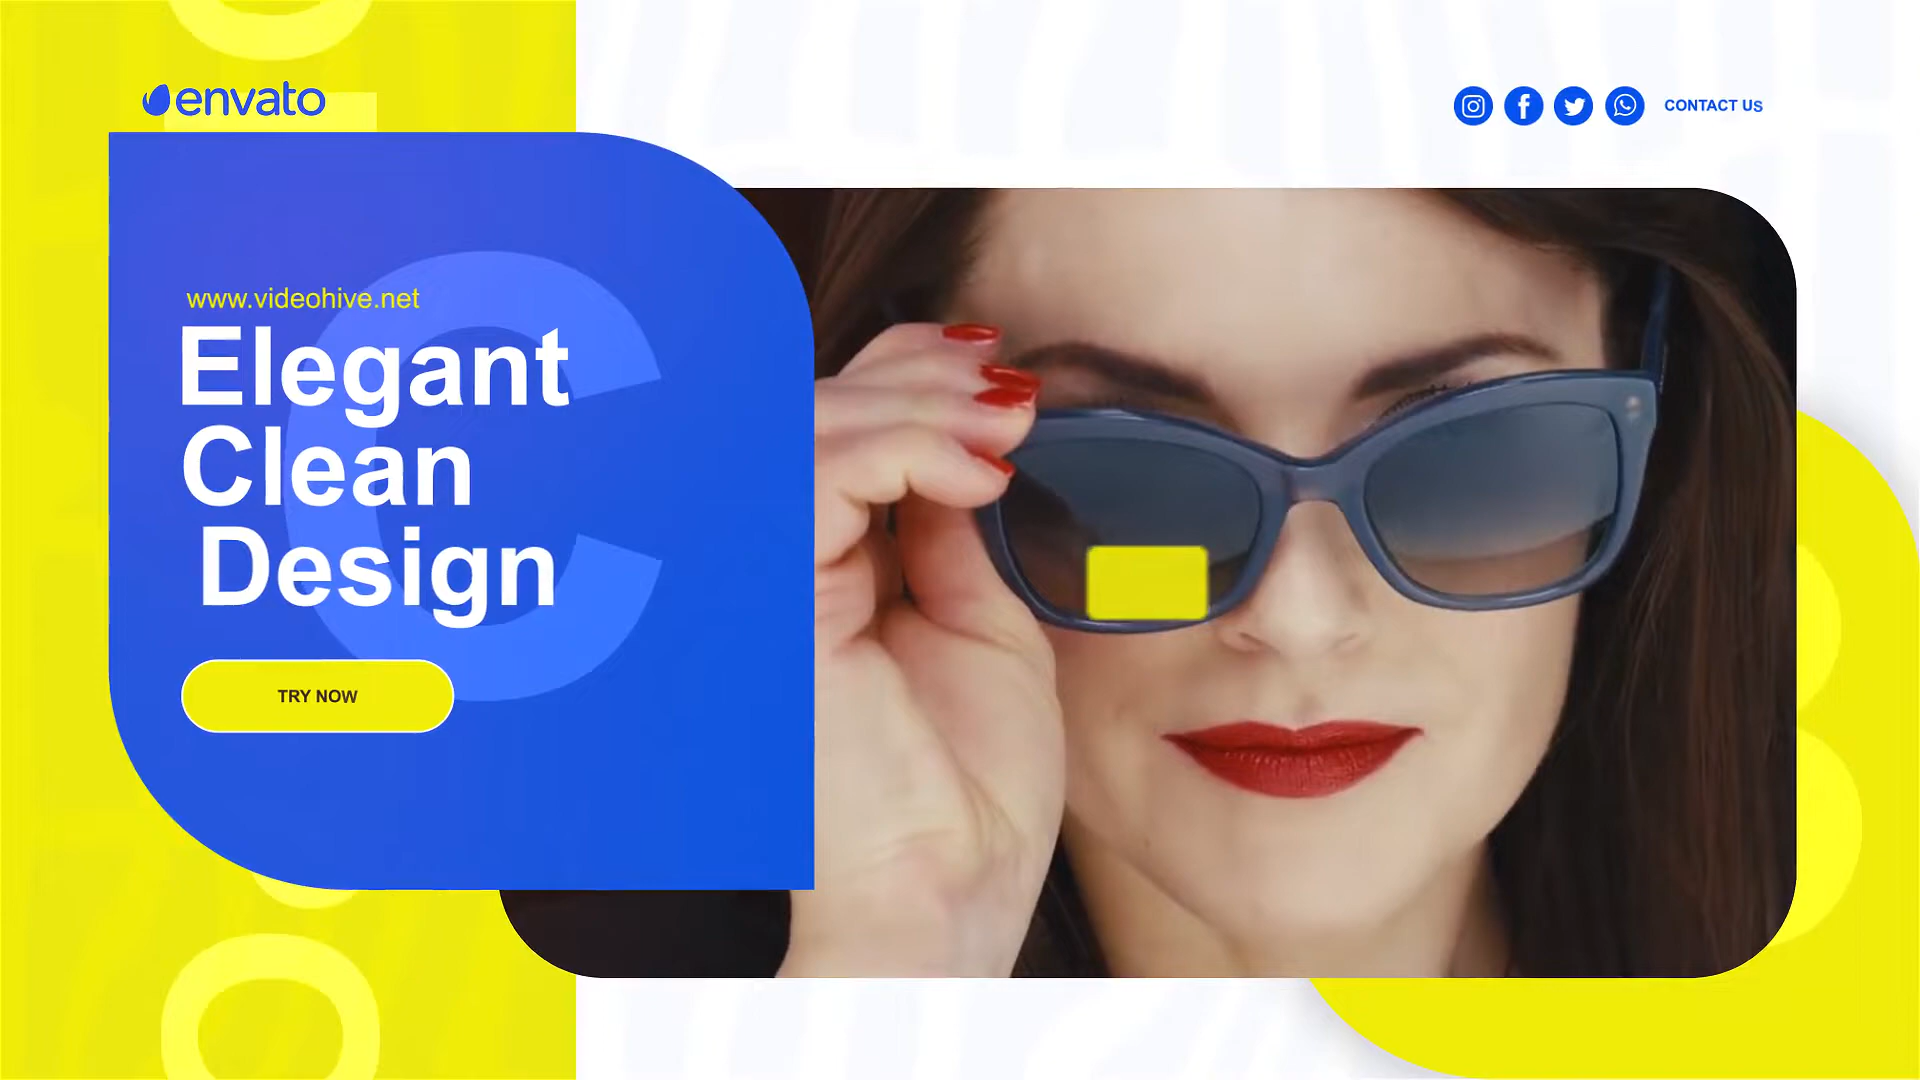 envato
CONTACT US
www.videohive.net
Elegant
Clean
Design
TRY NOW